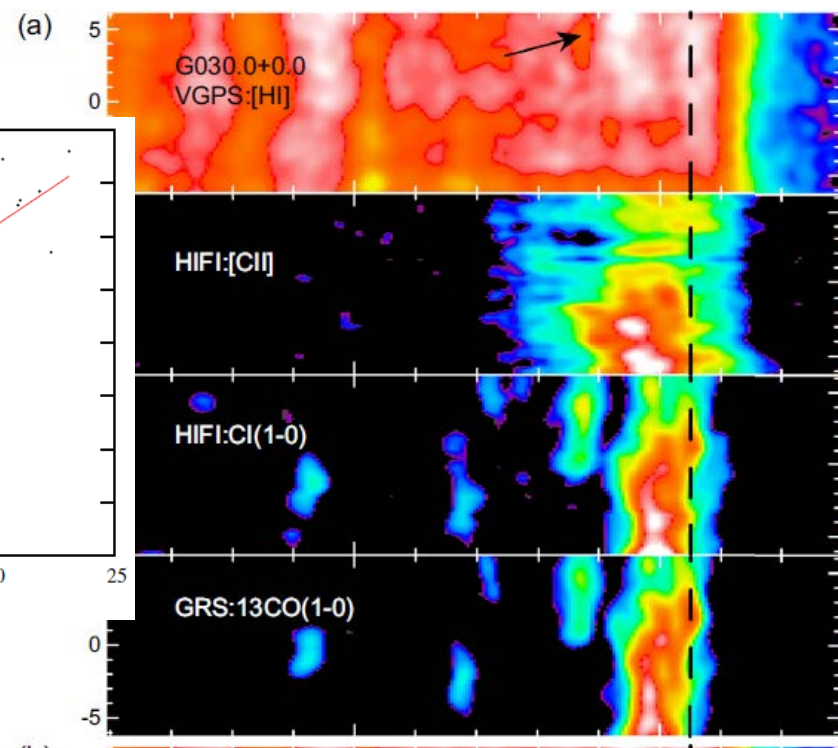 (a)
5
G030.0+0.0
VGPS:[HI]
0
HIFI:[CII]
HIFI:CI(1-0)
25
GRS:13CO(1-0)
0
-5